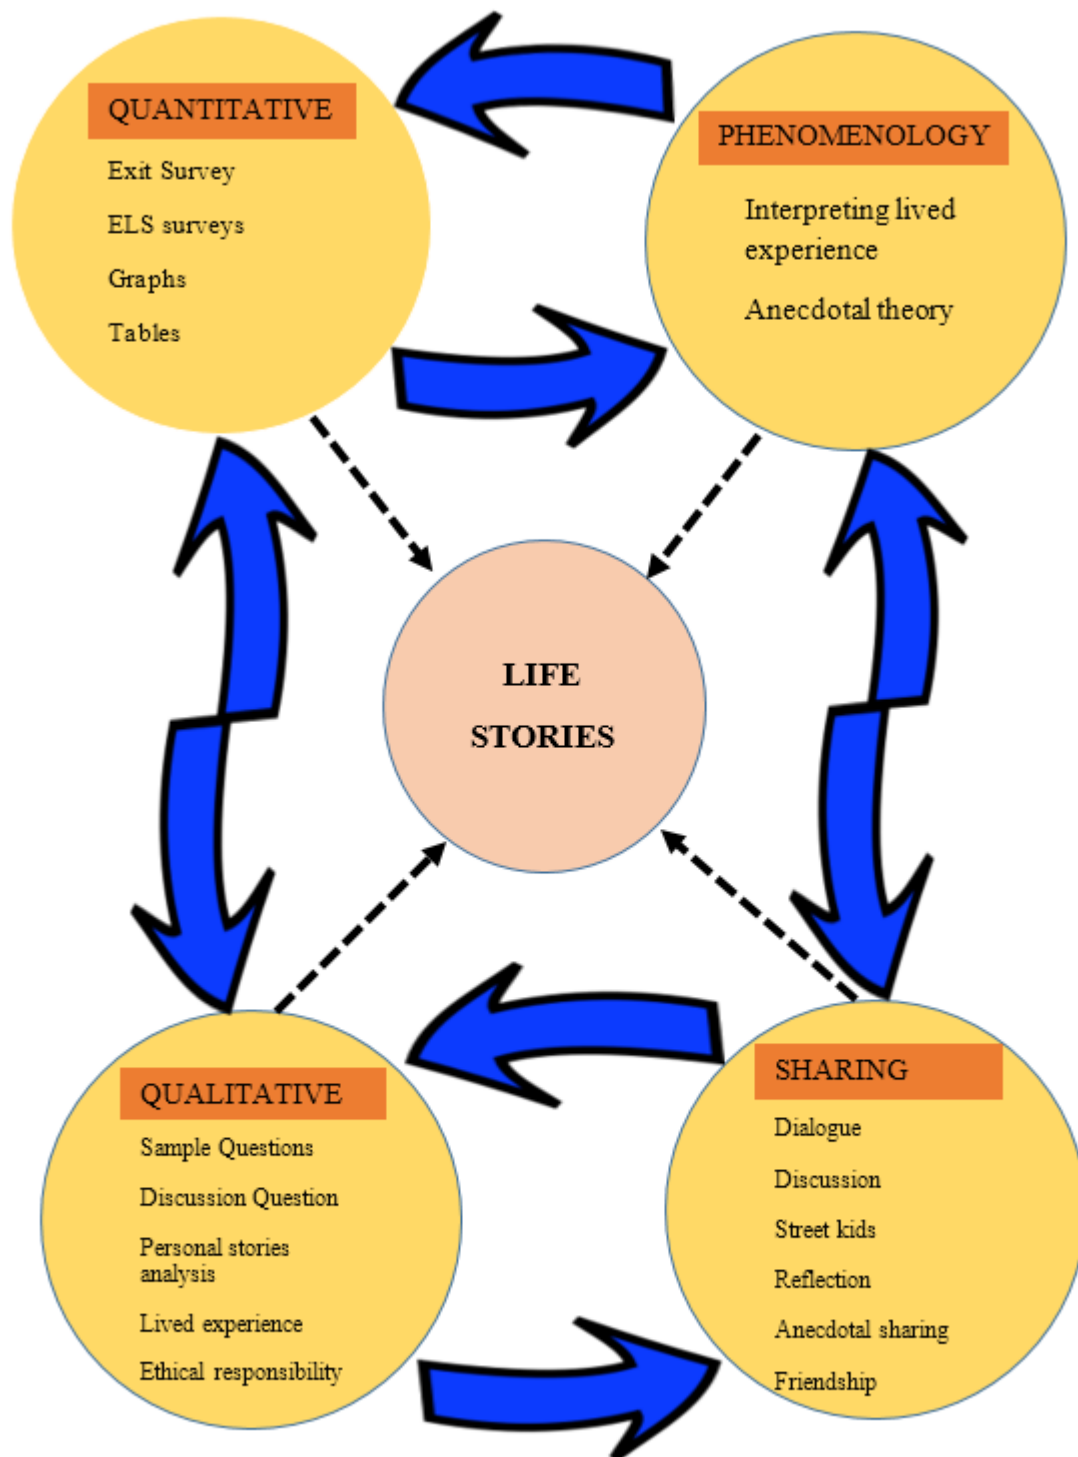 QUANTITATIVE
Exit Survey
ELS surveys
Graphs
Tables
PHENOMENOLOGY
Interpreting lived
experience
Anecdotal theory
LIFE
STORIES
QUALITATIVE
Sample Questions
Discussion Question
Personal stories
analysis
Lived experience
Ethical responsibility
SHARING
Dialogue
Discussion
Street kids
Reflection
Anecdotal sharing
Friendship